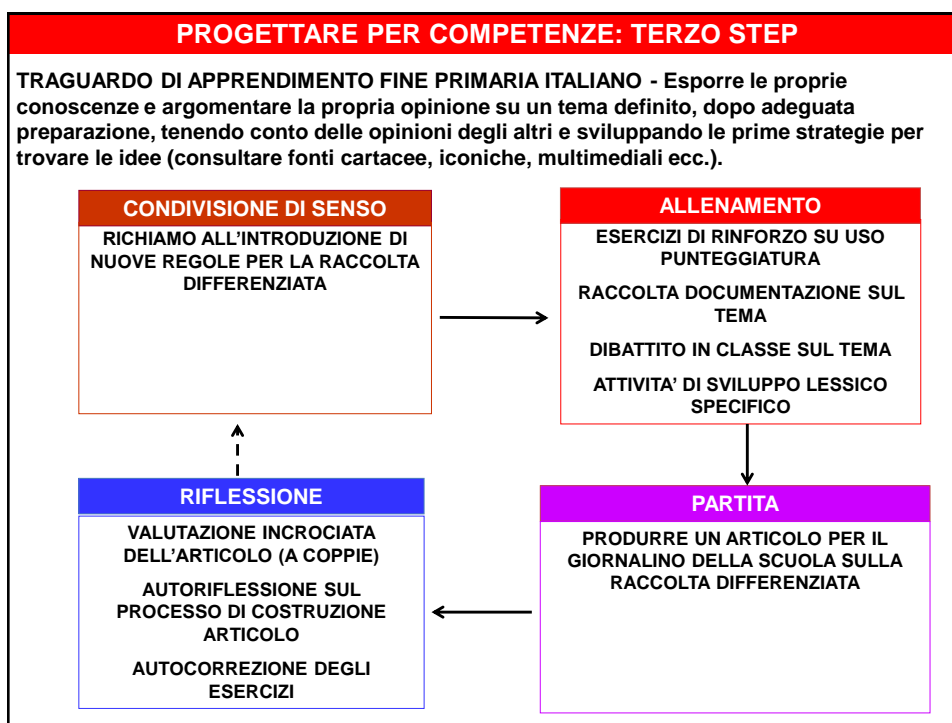 PROGETTARE PER COMPETENZE: TERZO STEP
TRAGUARDO DI APPRENDIMENTO FINE PRIMARIA ITALIANO - Esporre le proprie
conoscenze e argomentare la propria opinione su un tema definito, dopo adeguata
preparazione, tenendo conto delle opinioni degli altri e sviluppando le prime strategie per
trovare le idee (consultare fonti cartacee, iconiche, multimediali ecc.).
CONDIVISIONE DI SENSO
RICHIAMO ALL’INTRODUZIONE DI
NUOVE REGOLE PER LA RACCOLTA
DIFFERENZIATA
ALLENAMENTO
ESERCIZI DI RINFORZO SU USO
PUNTEGGIATURA
RACCOLTA DOCUMENTAZIONE SUL
TEMA
DIBATTITO IN CLASSE SUL TEMA
ATTIVITA’ DI SVILUPPO LESSICO
SPECIFICO
PARTITA
PRODURRE UN ARTICOLO PER IL
GIORNALINO DELLA SCUOLA SULLA
RACCOLTA DIFFERENZIATA
RIFLESSIONE
VALUTAZIONE INCROCIATA
DELL’ARTICOLO (A COPPIE)
AUTORIFLESSIONE SUL
PROCESSO DI COSTRUZIONE
ARTICOLO
AUTOCORREZIONE DEGLI
ESERCIZI